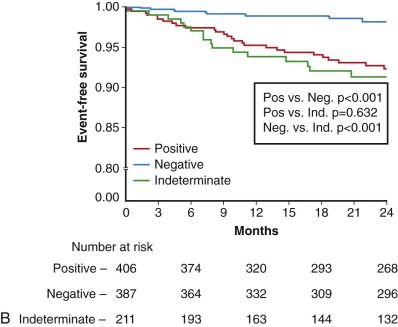 1.00
0.95
0.90
0.85
0.80
0.00
Event-free survival
Pos vs. Neg. p<0.001
Pos vs. Ind. p=0.632
Neg. vs. Ind. p<0.001
Positive
Negative
Indeterminate
0 3 6 9 12 15 18 21 24
Months
Number at risk
Positive – 406 374 320 293 268
Negative – 387 364 332 309 296
B Indeterminate – 211 193 163 144 132